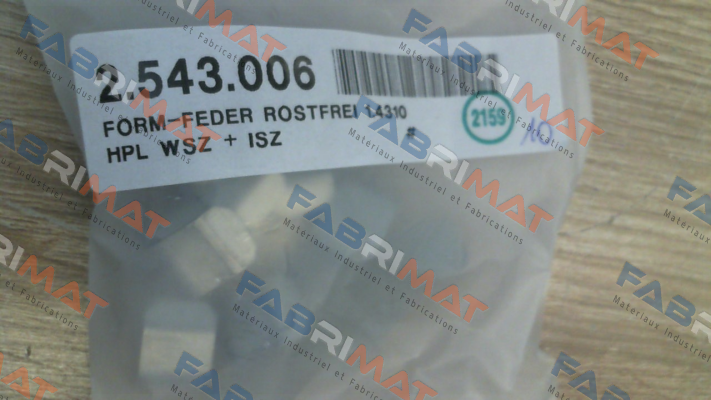 2.543.006
FORM-FEDER ROSTFREI 1.4310
HPL WSZ + ISZ
2159
FABRIMAT
Materiaux Industriel et Fabrications